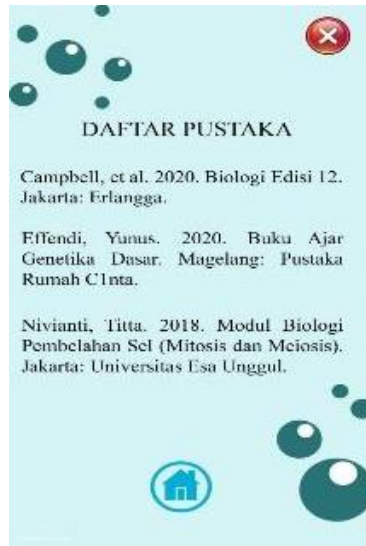 DAFTAR PUSTAKA
Campbell, et al. 2020. Biologi Edisi 12.
Jakarta: Erlangga.
Effendi, Yunus. 2020. Buku Ajar
Genetika Dasar. Magelang: Pustaka
Rumah C1nta.
Nivianti, Titta. 2018. Modul Biologi
Pembelahan Sel (Mitosis dan Meiosis).
Jakarta: Universitas Esa Unggul.